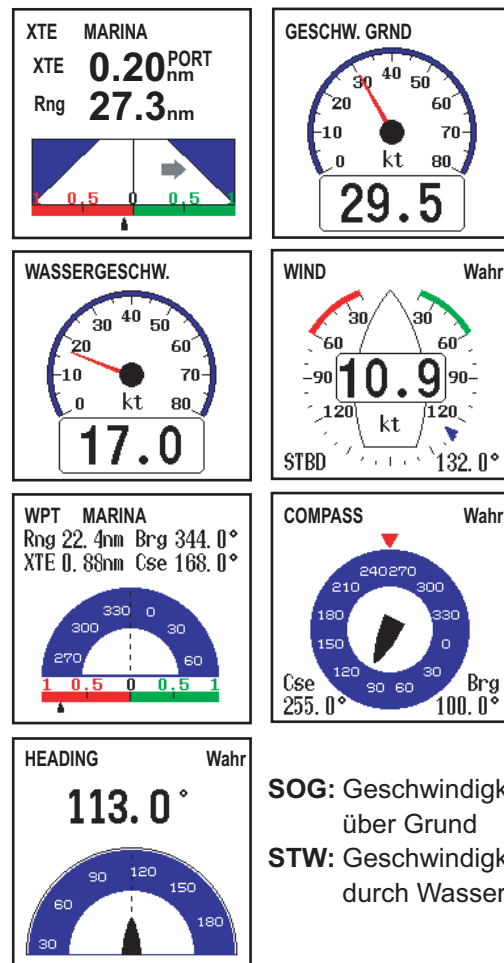 XTE MARINA
XTE 0.20 PORT nm
Rng 27.3 nm
1 0.5 0 0.5 1
GESCHW. GRND
0 10 20 30 40 50 60 70 80
kt
29.5
WASSERGESCHW.
0 10 20 30 40 50 60 70 80
kt
17.0
WIND Wahr
30 30
60 60
90 10.9 90
120 kt 120
STBD 132.0°
WPT MARINA
Rng 22.4nm Brg 344.0°
XTE 0.88nm Cse 168.0°
270 300 330 0 30 60
1 0.5 0 0.5 1
COMPASS Wahr
240 270 300 330 0 30 60 90 120 150 180 210
Cse Brg
255.0° 100.0°
HEADING Wahr
113.0°
30 60 90 120 150 180
SOG: Geschwindigk
über Grund
STW: Geschwindigk
durch Wasser